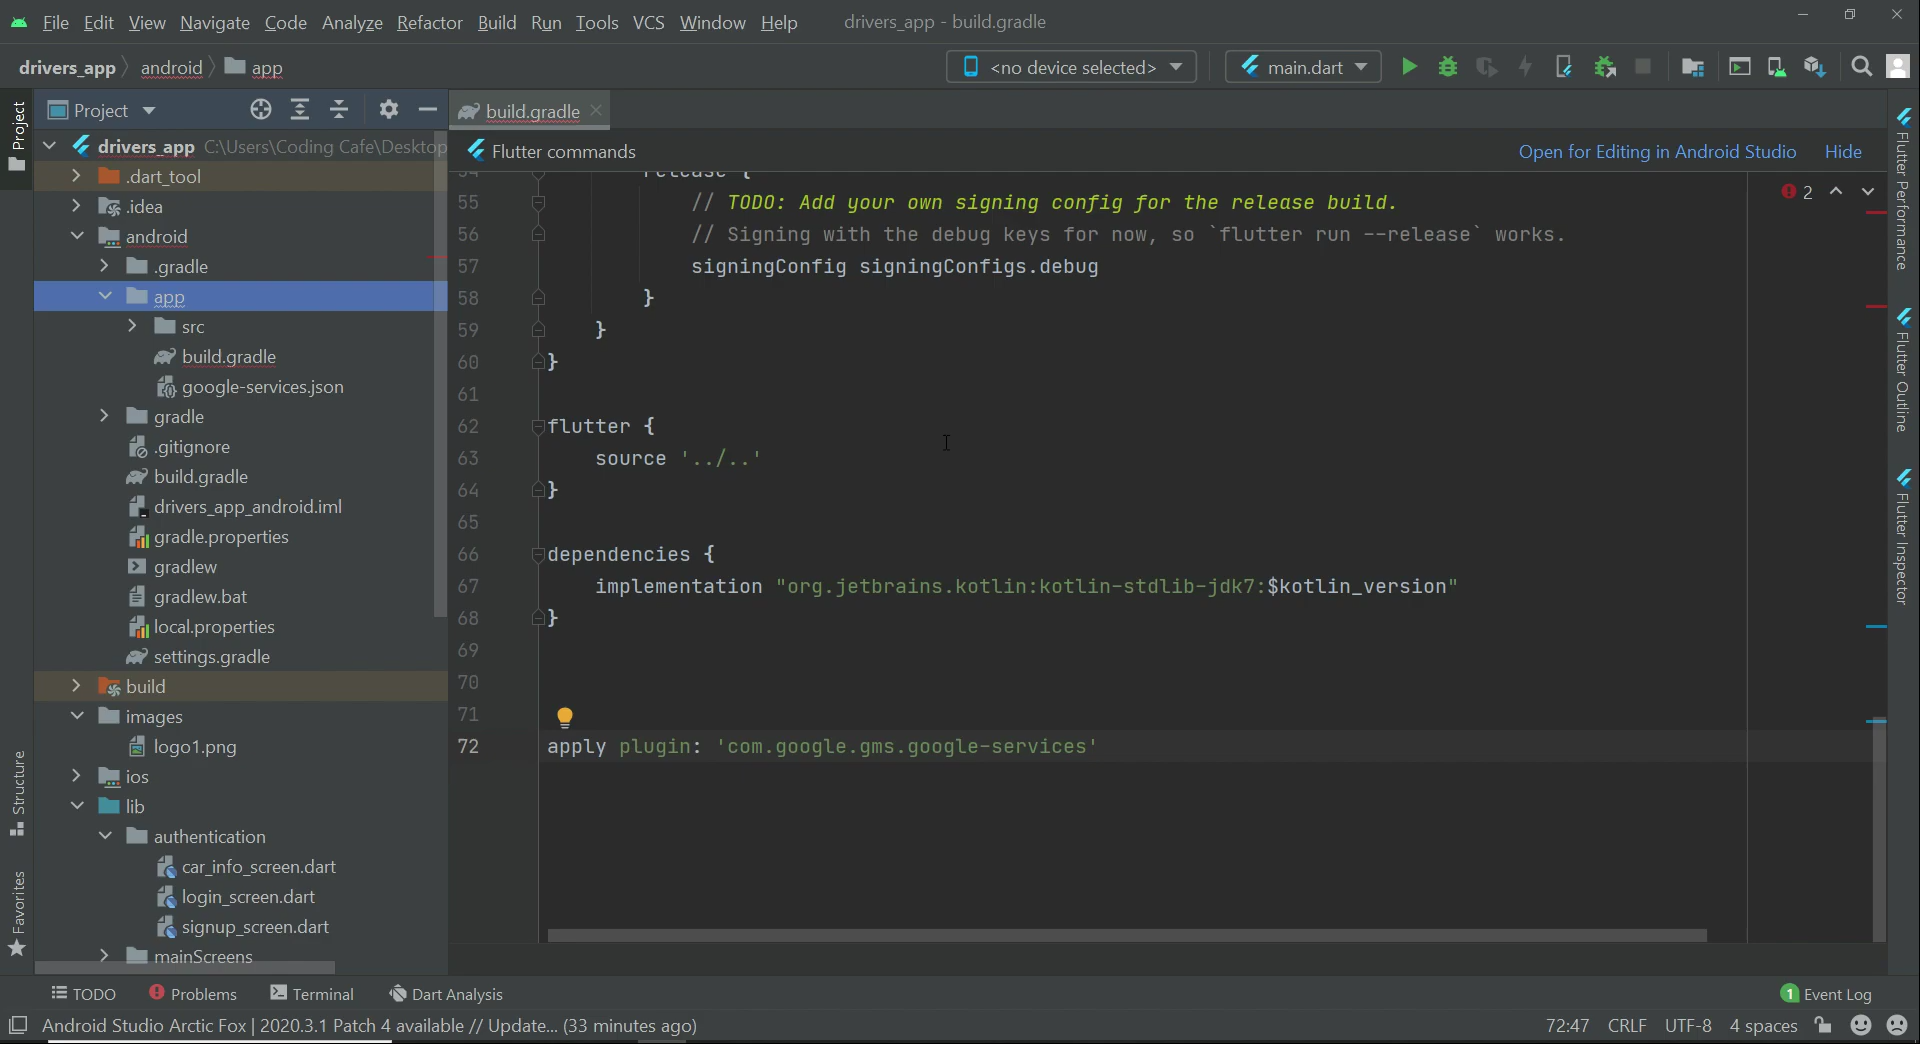 File Edit View Navigate Code Analyze Refactor Build Run Tools VCS Window Help drivers_app - build.gradle
drivers_app android app <no device selected> main.dart
Project
Project
build.gradle
drivers_app C:\Users\Coding Cafe\Desktop
Flutter commands Open for Editing in Android Studio Hide
.dart_tool
.idea
android
.gradle
app
src
build.gradle
google-services.json
gradle
.gitignore
build.gradle
drivers_app_android.iml
gradle.properties
gradlew
gradlew.bat
local.properties
settings.gradle
build
images
logo1.png
ios
lib
authentication
car_info_screen.dart
login_screen.dart
signup_screen.dart
mainScreens
54 release {
55 // TODO: Add your own signing config for the release build.
56 // Signing with the debug keys for now, so `flutter run --release` works.
57 signingConfig signingConfigs.debug
58 }
59 }
60 }
61
62 flutter {
63 source '../..'
64 }
65
66 dependencies {
67 implementation "org.jetbrains.kotlin:kotlin-stdlib-jdk7:$kotlin_version"
68 }
69
70
71
72 apply plugin: 'com.google.gms.google-services'
2
Flutter Performance
Flutter Outline
Flutter Inspector
Structure
Favorites
TODO Problems Terminal Dart Analysis 1 Event Log
Android Studio Arctic Fox | 2020.3.1 Patch 4 available // Update... (33 minutes ago) 72:47 CRLF UTF-8 4 spaces